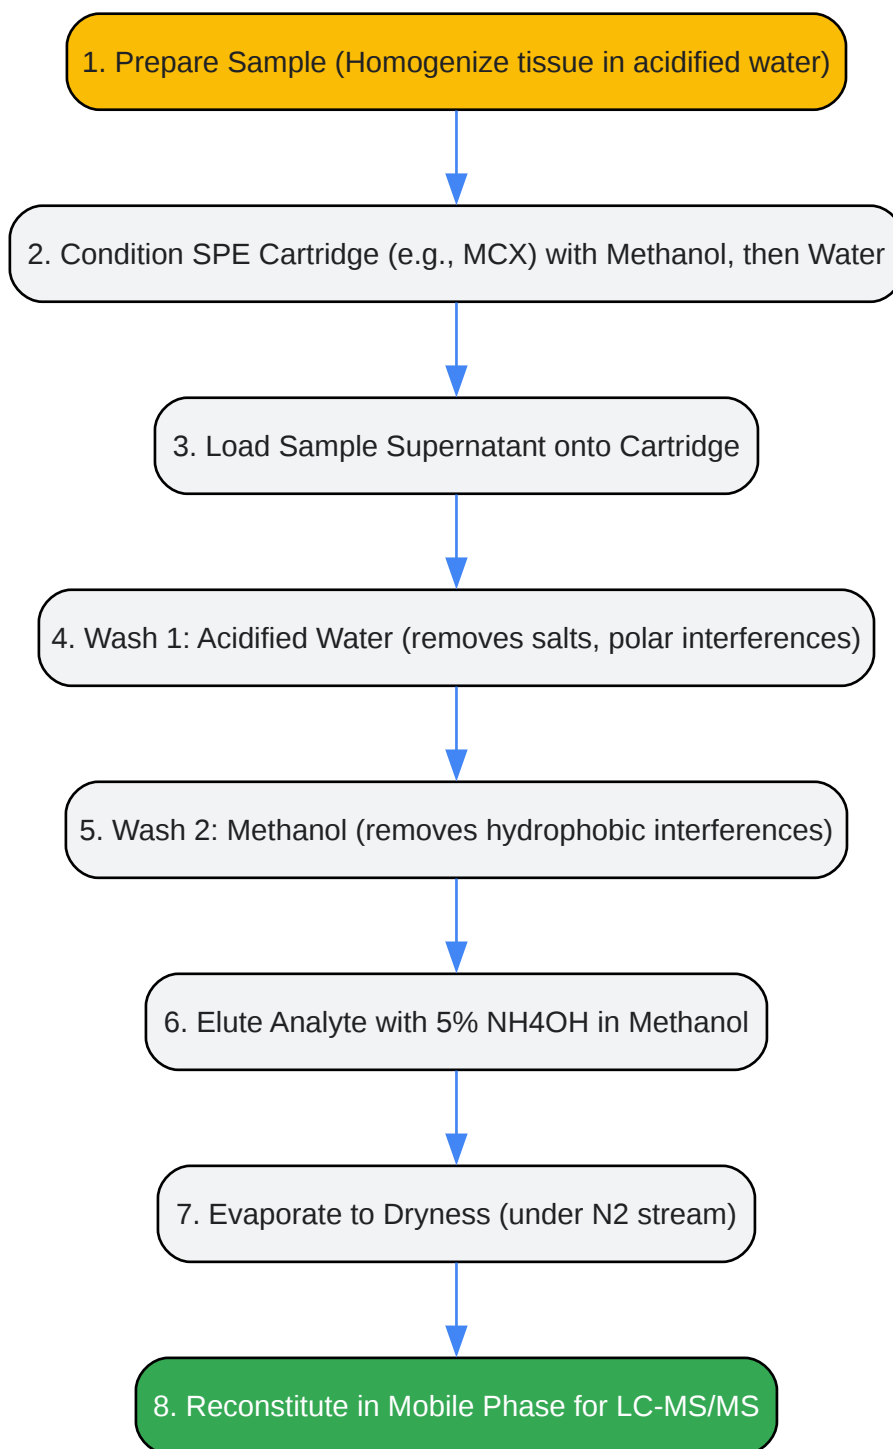 1. Prepare Sample (Homogenize tissue in acidified water)
2. Condition SPE Cartridge (e.g., MCX) with Methanol, then Water
3. Load Sample Supernatant onto Cartridge
4. Wash 1: Acidified Water (removes salts, polar interferences)
5. Wash 2: Methanol (removes hydrophobic interferences)
6. Elute Analyte with 5% NH4OH in Methanol
7. Evaporate to Dryness (under N2 stream)
8. Reconstitute in Mobile Phase for LC-MS/MS